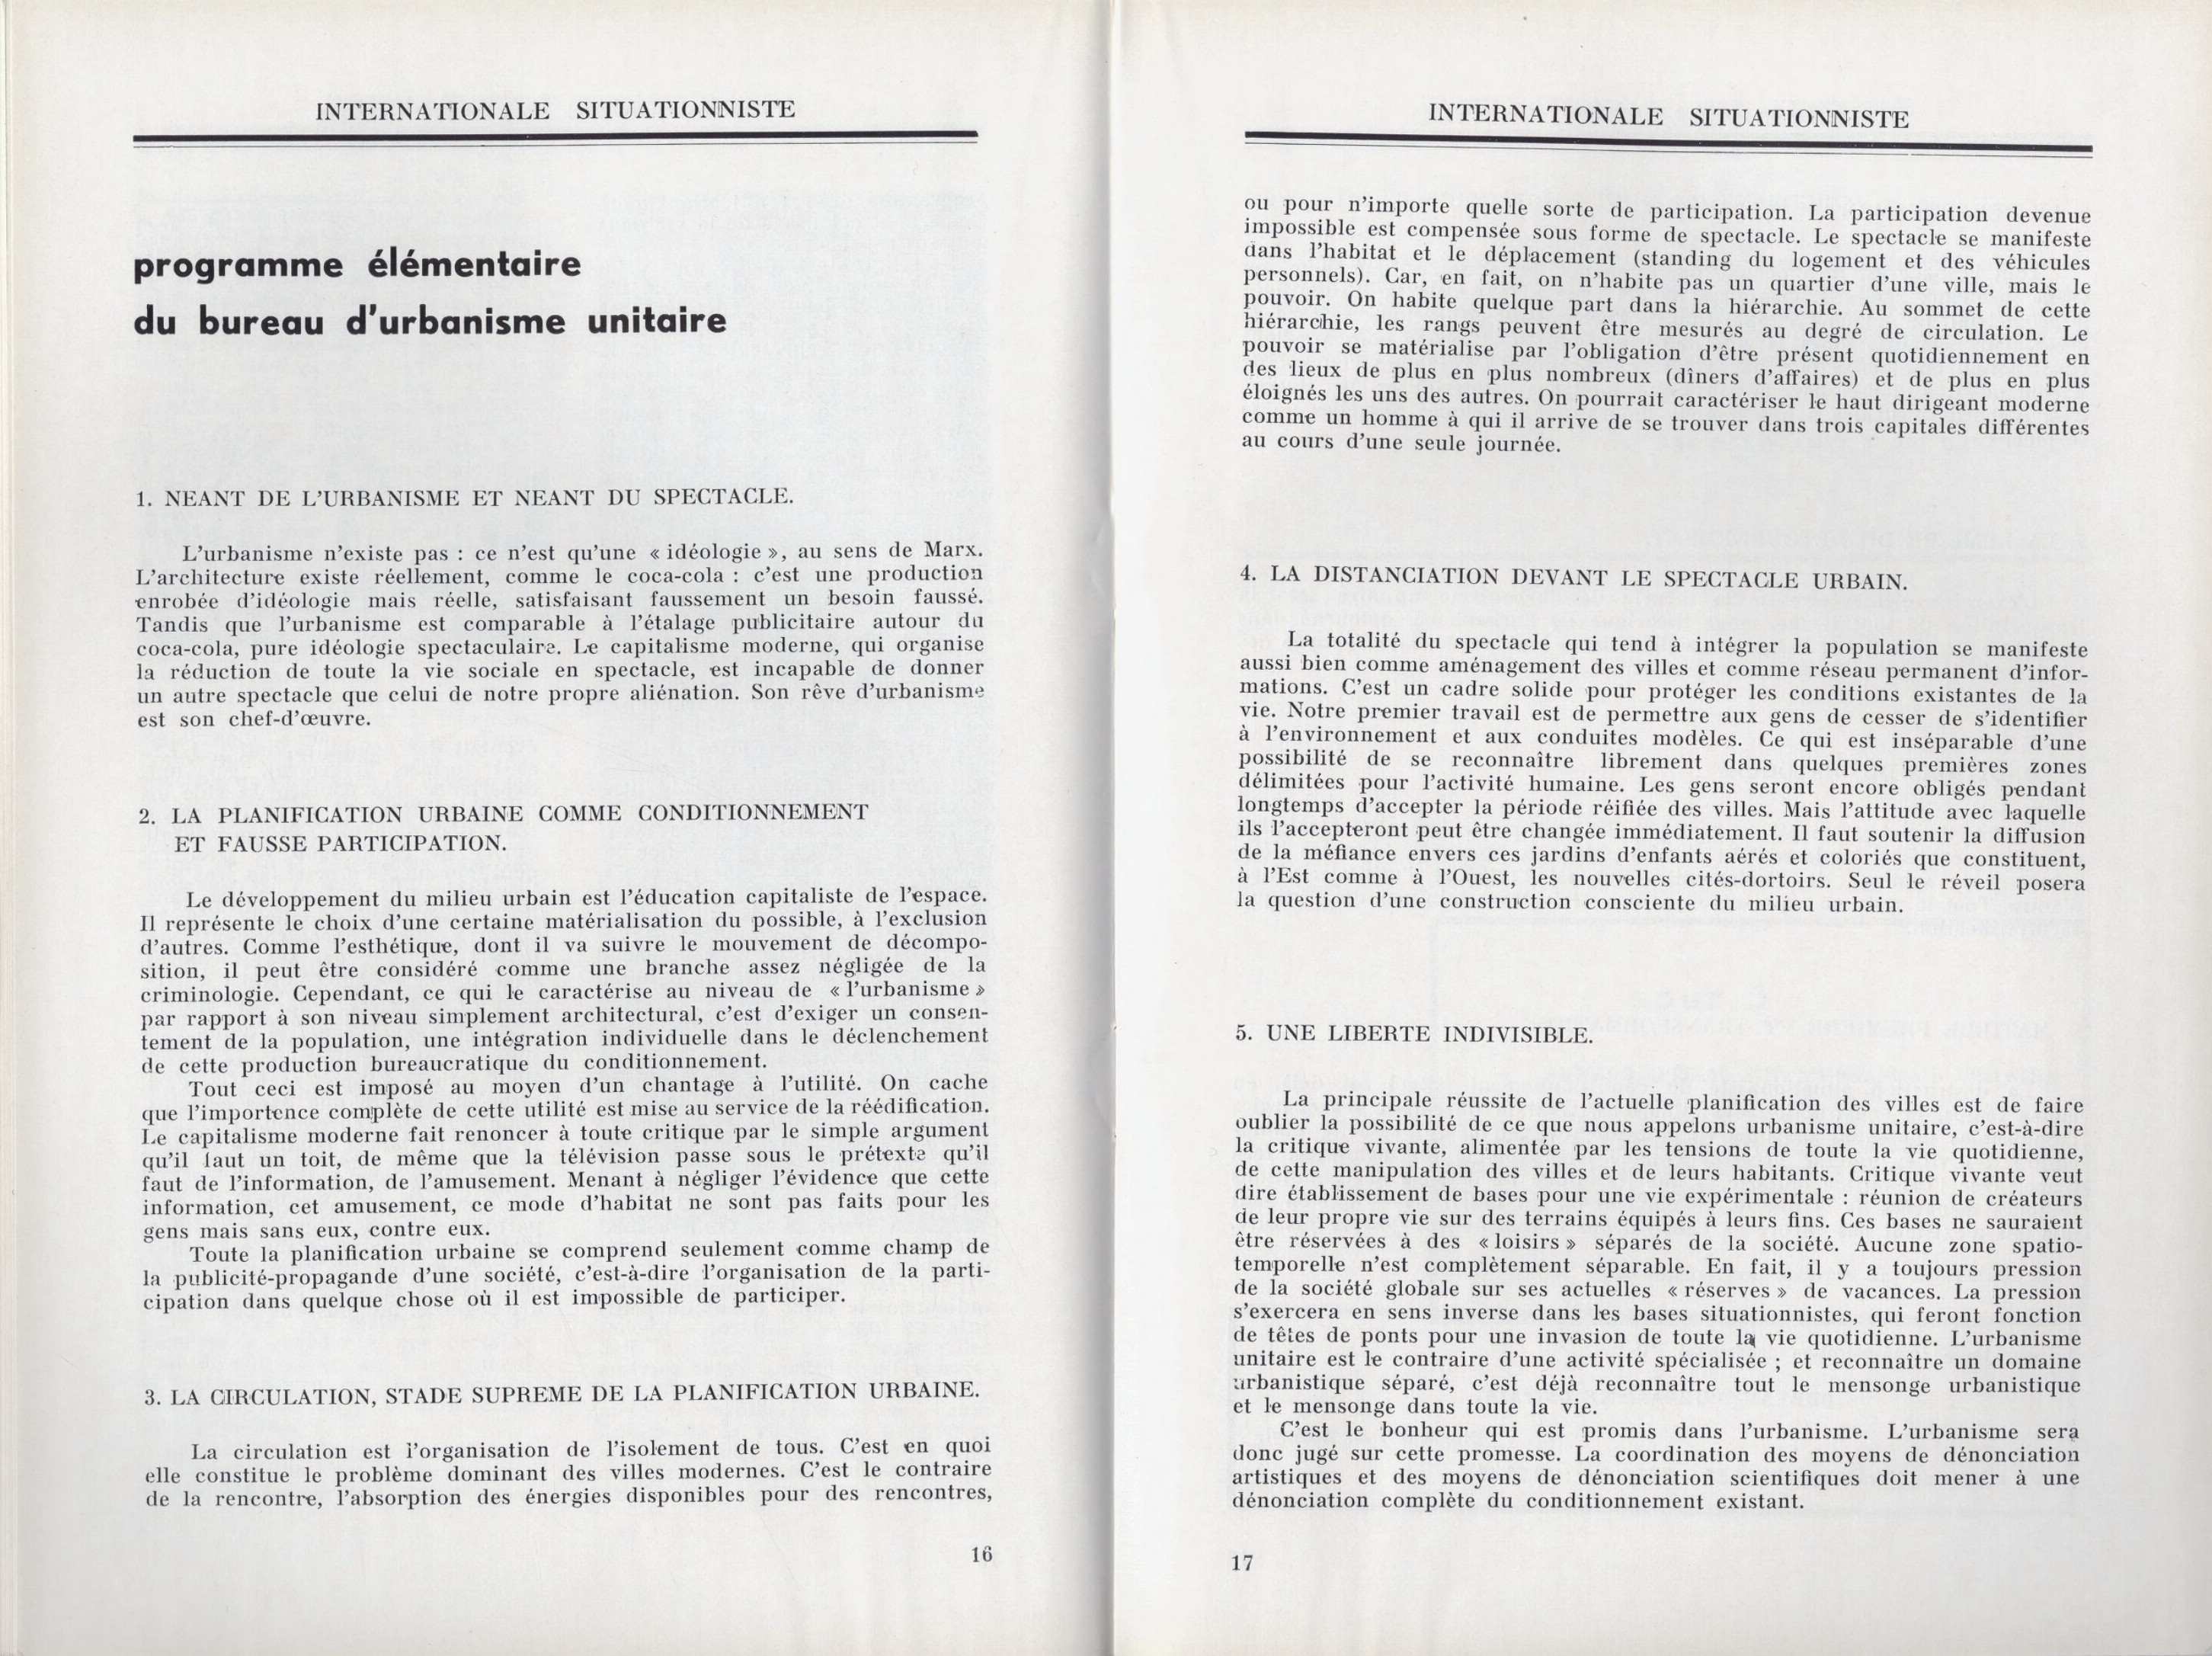 INTERNATIONALE SITUATIONNISTE
programme élémentaire
du bureau d'urbanisme unitaire
1. NEANT DE L'URBANISME ET NEANT DU SPECTACLE.
L'urbanisme n'existe pas : ce n'est qu'une « idéologie », au sens de Marx.
L'architecture existe réellement, comme le coca-cola : c'est une production
enrobée d'idéologie mais réelle, satisfaisant faussement un besoin faussé.
Tandis que l'urbanisme est comparable à l'étalage publicitaire autour du
coca-cola, pure idéologie spectaculaire. Le capitalisme moderne, qui organise
la réduction de toute la vie sociale en spectacle, est incapable de donner
un autre spectacle que celui de notre propre aliénation. Son rêve d'urbanisme
est son chef-d'œuvre.
2. LA PLANIFICATION URBAINE COMME CONDITIONNEMENT
ET FAUSSE PARTICIPATION.
Le développement du milieu urbain est l'éducation capitaliste de l'espace.
Il représente le choix d'une certaine matérialisation du possible, à l'exclusion
d'autres. Comme l'esthétique, dont il va suivre le mouvement de décompo-
sition, il peut être considéré comme une branche assez négligée de la
criminologie. Cependant, ce qui le caractérise au niveau de « l'urbanisme »
par rapport à son niveau simplement architectural, c'est d'exiger un consen-
tement de la population, une intégration individuelle dans le déclenchement
de cette production bureaucratique du conditionnement.
Tout ceci est imposé au moyen d'un chantage à l'utilité. On cache
que l'importence complète de cette utilité est mise au service de la réédification.
Le capitalisme moderne fait renoncer à toute critique par le simple argument
qu'il faut un toit, de même que la télévision passe sous le prétexte qu'il
faut de l'information, de l'amusement. Menant à négliger l'évidence que cette
information, cet amusement, ce mode d'habitat ne sont pas faits pour les
gens mais sans eux, contre eux.
Toute la planification urbaine se comprend seulement comme champ de
la publicité-propagande d'une société, c'est-à-dire l'organisation de la parti-
cipation dans quelque chose où il est impossible de participer.
3. LA CIRCULATION, STADE SUPREME DE LA PLANIFICATION URBAINE.
La circulation est l'organisation de l'isolement de tous. C'est en quoi
elle constitue le problème dominant des villes modernes. C'est le contraire
de la rencontre, l'absorption des énergies disponibles pour des rencontres,
16
INTERNATIONALE SITUATIONNISTE
ou pour n'importe quelle sorte de participation. La participation devenue
impossible est compensée sous forme de spectacle. Le spectacle se manifeste
dans l'habitat et le déplacement (standing du logement et des véhicules
personnels). Car, en fait, on n'habite pas un quartier d'une ville, mais le
pouvoir. On habite quelque part dans la hiérarchie. Au sommet de cette
hiérarchie, les rangs peuvent être mesurés au degré de circulation. Le
pouvoir se matérialise par l'obligation d'être présent quotidiennement en
des lieux de plus en plus nombreux (dîners d'affaires) et de plus en plus
éloignés les uns des autres. On pourrait caractériser le haut dirigeant moderne
comme un homme à qui il arrive de se trouver dans trois capitales différentes
au cours d'une seule journée.
4. LA DISTANCIATION DEVANT LE SPECTACLE URBAIN.
La totalité du spectacle qui tend à intégrer la population se manifeste
aussi bien comme aménagement des villes et comme réseau permanent d'infor-
mations. C'est un cadre solide pour protéger les conditions existantes de la
vie. Notre premier travail est de permettre aux gens de cesser de s'identifier
à l'environnement et aux conduites modèles. Ce qui est inséparable d'une
possibilité de se reconnaître librement dans quelques premières zones
délimitées pour l'activité humaine. Les gens seront encore obligés pendant
longtemps d'accepter la période réifiée des villes. Mais l'attitude avec laquelle
ils l'accepteront peut être changée immédiatement. Il faut soutenir la diffusion
de la méfiance envers ces jardins d'enfants aérés et coloriés que constituent,
à l'Est comme à l'Ouest, les nouvelles cités-dortoirs. Seul le réveil posera
la question d'une construction consciente du milieu urbain.
5. UNE LIBERTE INDIVISIBLE.
La principale réussite de l'actuelle planification des villes est de faire
oublier la possibilité de ce que nous appelons urbanisme unitaire, c'est-à-dire
la critique vivante, alimentée par les tensions de toute la vie quotidienne,
de cette manipulation des villes et de leurs habitants. Critique vivante veut
dire établissement de bases pour une vie expérimentale : réunion de créateurs
de leur propre vie sur des terrains équipés à leurs fins. Ces bases ne sauraient
être réservées à des « loisirs » séparés de la société. Aucune zone spatio-
temporelle n'est complètement séparable. En fait, il y a toujours pression
de la société globale sur ses actuelles « réserves » de vacances. La pression
s'exercera en sens inverse dans les bases situationnistes, qui feront fonction
de têtes de ponts pour une invasion de toute la vie quotidienne. L'urbanisme
unitaire est le contraire d'une activité spécialisée ; et reconnaître un domaine
urbanistique séparé, c'est déjà reconnaître tout le mensonge urbanistique
et le mensonge dans toute la vie.
C'est le bonheur qui est promis dans l'urbanisme. L'urbanisme sera
donc jugé sur cette promesse. La coordination des moyens de dénonciation
artistiques et des moyens de dénonciation scientifiques doit mener à une
dénonciation complète du conditionnement existant.
17